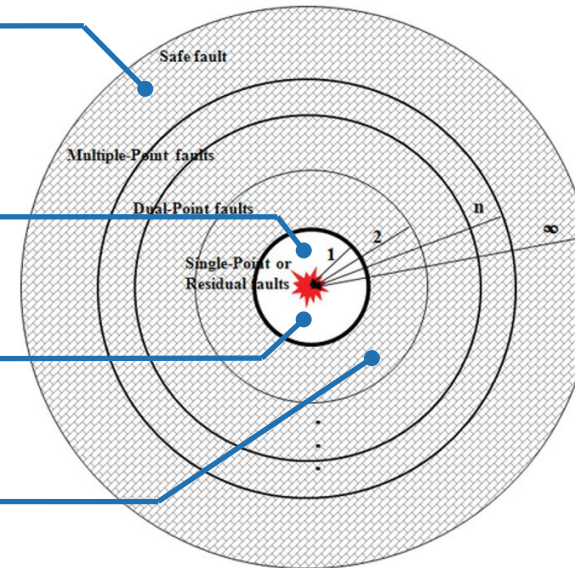 Safe fault
Multiple-Point faults
n
Dual-Point faults
∞
2
1
Single-Point or
Residual faults